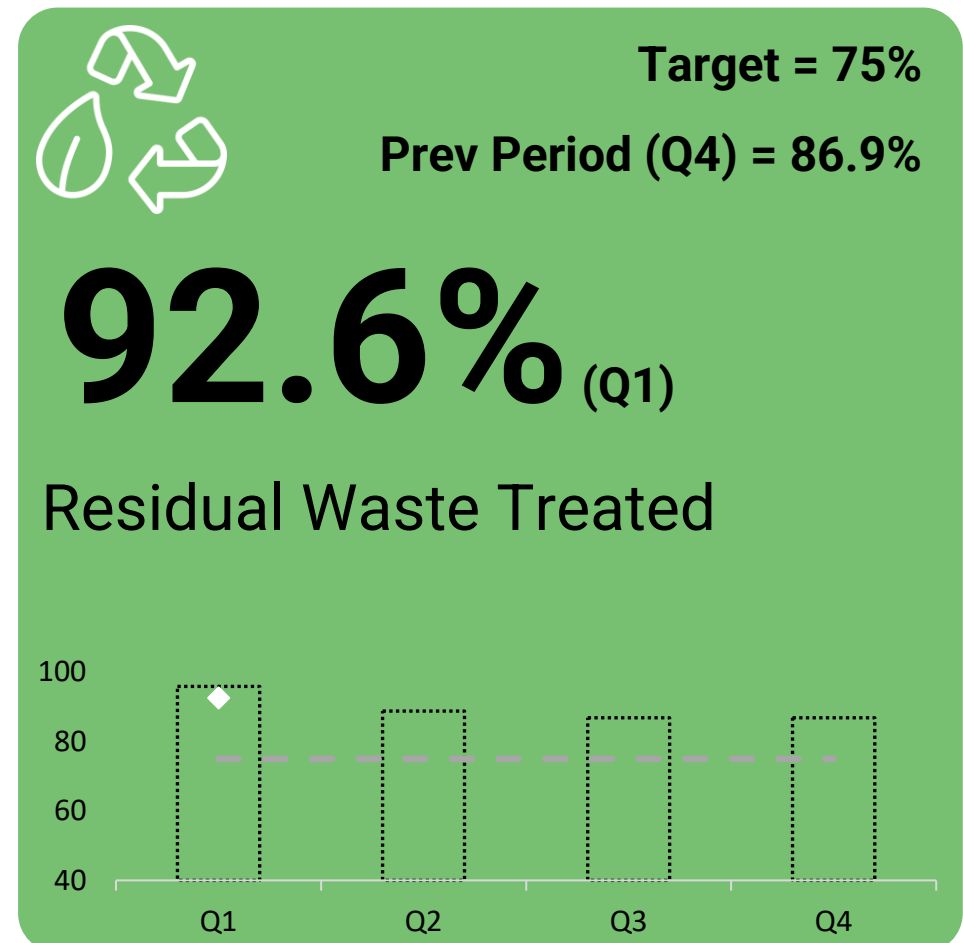 Target = 75%
Prev Period (Q4) = 86.9%
92.6% (Q1)
Residual Waste Treated
100
80
60
40
Q1 Q2 Q3 Q4